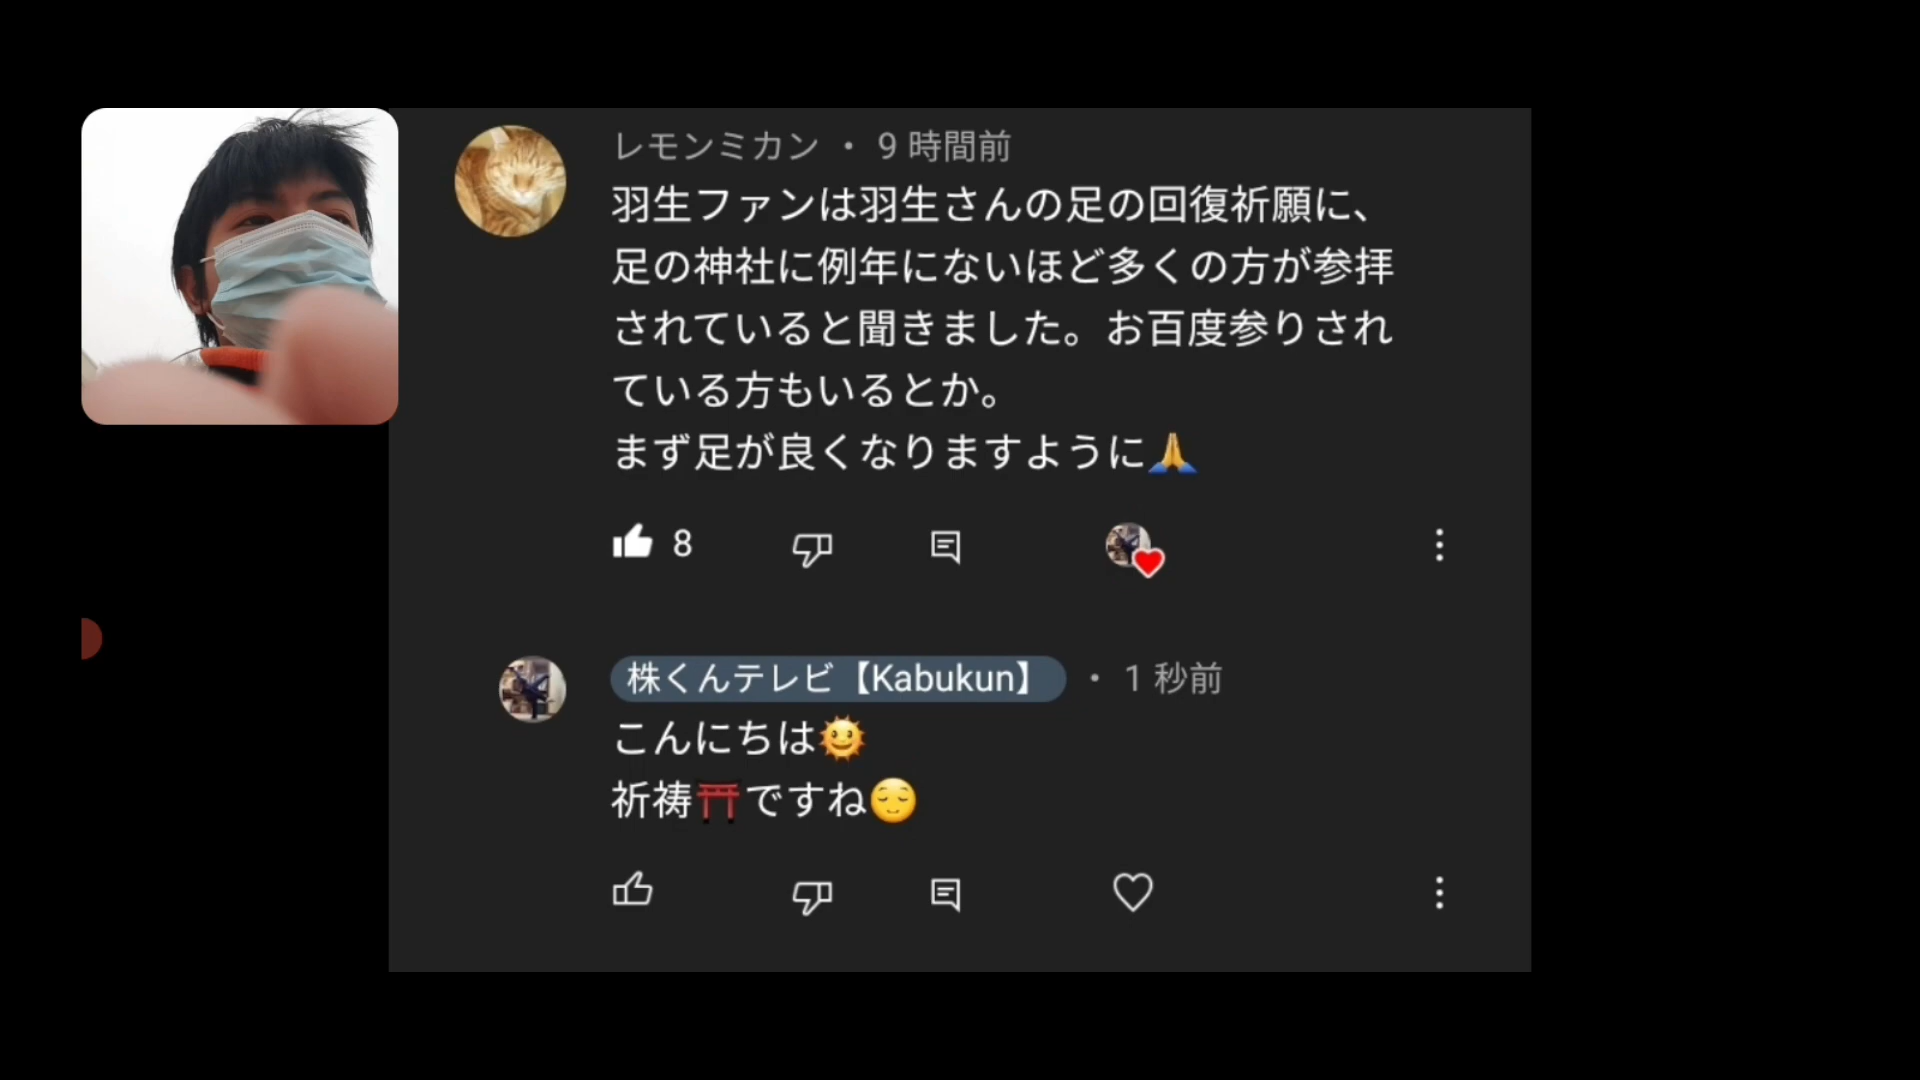 レモンミカン ・ 9 時間前
羽生ファンは羽生さんの足の回復祈願に、
足の神社に例年にないほど多くの方が参拝
されていると聞きました。お百度参りされ
ている方もいるとか。
まず足が良くなりますように🙏
8
株くんテレビ【Kabukun】 ・ 1 秒前
こんにちは🌞
祈祷⛩️ですね😌